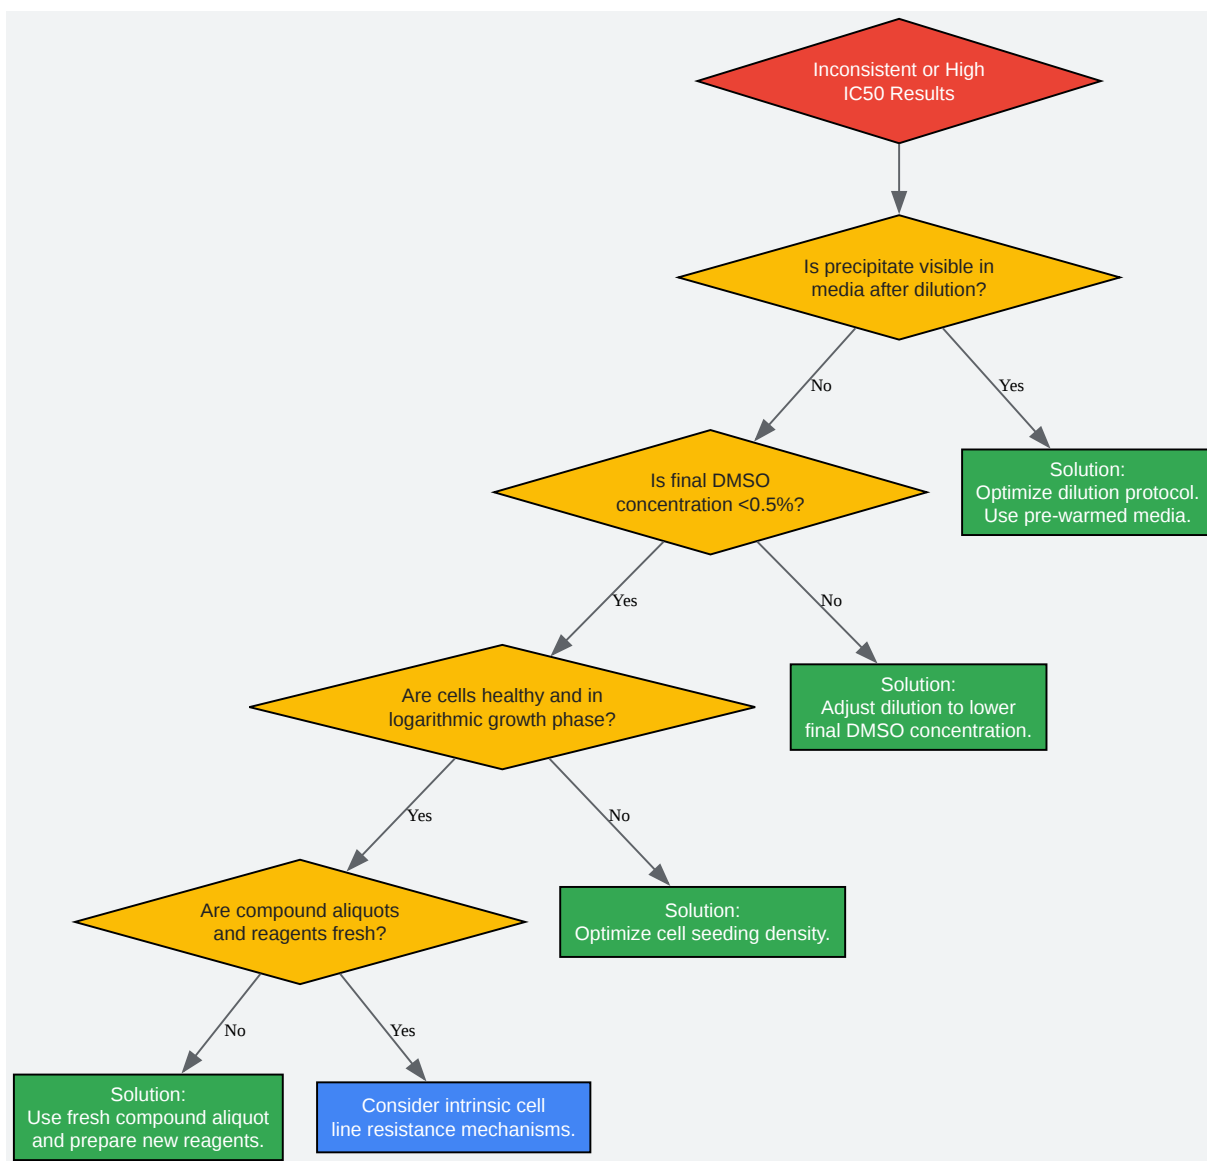 Inconsistent or High
IC50 Results
Is precipitate visible in
media after dilution?
No
Yes
Is final DMSO
concentration <0.5%?
Solution:
Optimize dilution protocol.
Use pre-warmed media.
Yes
No
Are cells healthy and in
logarithmic growth phase?
Solution:
Adjust dilution to lower
final DMSO concentration.
Yes
No
Are compound aliquots
and reagents fresh?
Solution:
Optimize cell seeding density.
No
Yes
Solution:
Use fresh compound aliquot
and prepare new reagents.
Consider intrinsic cell
line resistance mechanisms.